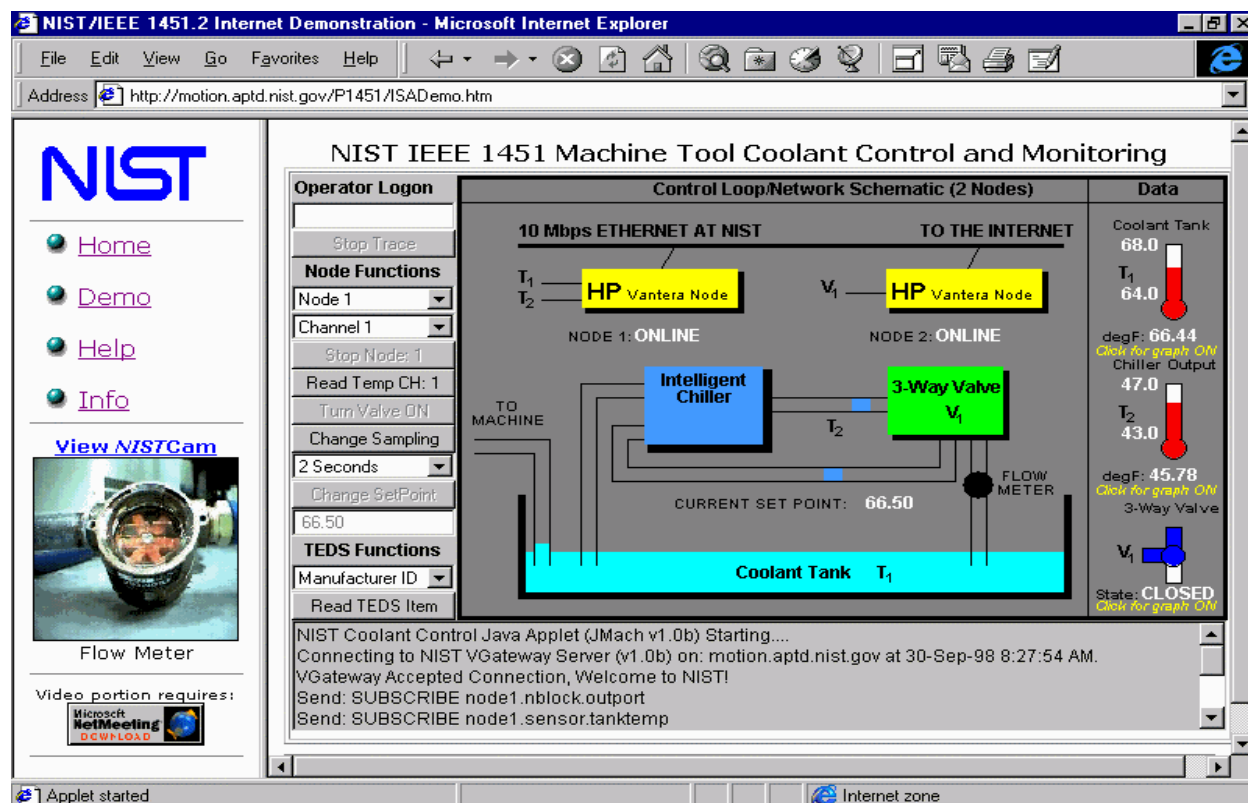 NIST/IEEE 1451.2 Internet Demonstration - Microsoft Internet Explorer
File Edit View Go Favorites Help
Address http://motion.aptd.nist.gov/P1451/ISADemo.htm
NIST
Home
Demo
Help
Info
View NISTCam
Flow Meter
Video portion requires:
Microsoft
NetMeeting
DOWNLOAD
NIST IEEE 1451 Machine Tool Coolant Control and Monitoring
Operator Logon
Stop Trace
Node Functions
Node 1
Channel 1
Stop Node: 1
Read Temp CH: 1
Turn Valve ON
Change Sampling
2 Seconds
Change SetPoint
66.50
TEDS Functions
Manufacturer ID
Read TEDS Item
Control Loop/Network Schematic (2 Nodes)
10 Mbps ETHERNET AT NIST
TO THE INTERNET
T1
T2
HP Vantera Node
V1
HP Vantera Node
NODE 1: ONLINE
NODE 2: ONLINE
Intelligent
Chiller
3-Way Valve
V1
TO
MACHINE
T2
FLOW
METER
CURRENT SET POINT: 66.50
Coolant Tank T1
Data
Coolant Tank
68.0
T1
64.0
degF: 66.44
Click for graph ON
Chiller Output
47.0
T2
43.0
degF: 45.78
Click for graph ON
3-Way Valve
V1
State: CLOSED
Click for graph ON
NIST Coolant Control Java Applet (JMach v1.0b) Starting....
Connecting to NIST VGateway Server (v1.0b) on: motion.aptd.nist.gov at 30-Sep-98 8:27:54 AM.
VGateway Accepted Connection, Welcome to NIST!
Send: SUBSCRIBE node1.nblock.outport
Send: SUBSCRIBE node1.sensor.tanktemp
Applet started
Internet zone